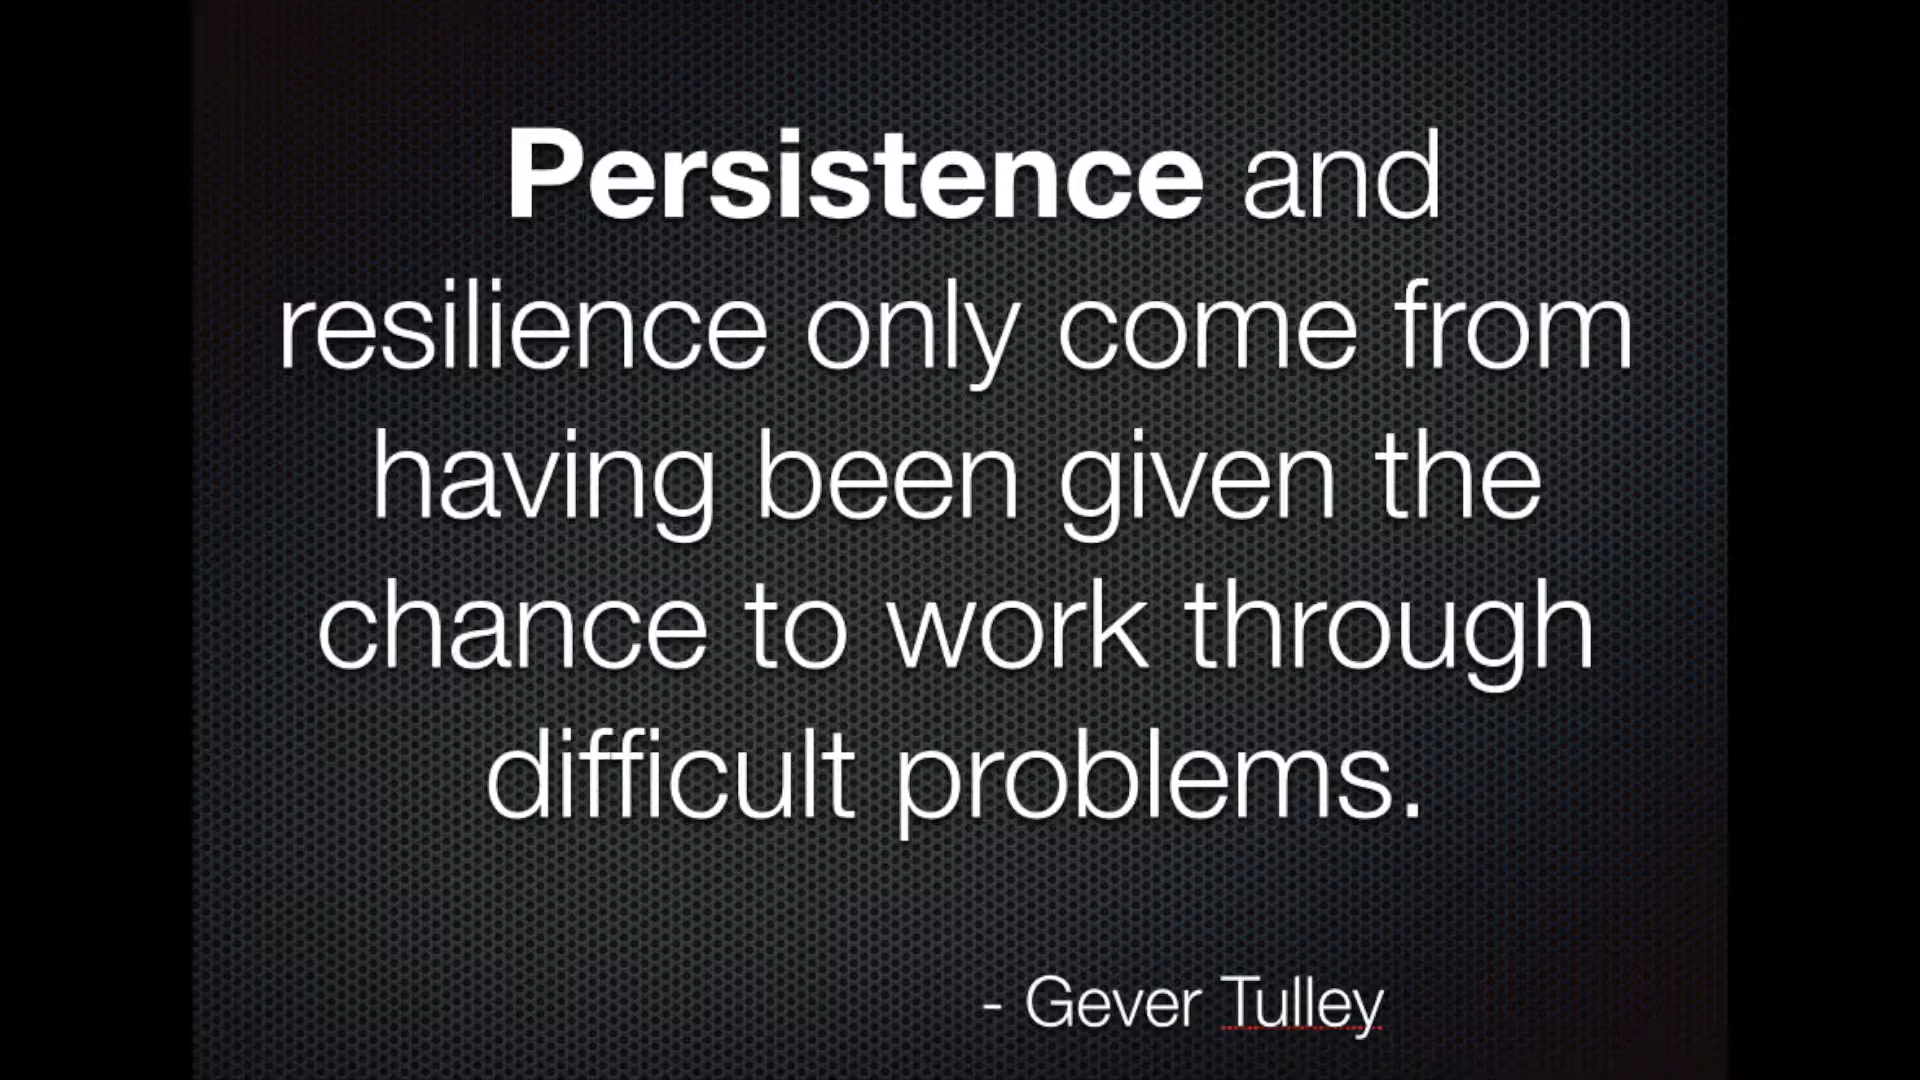 Persistence and
resilience only come from
having been given the
chance to work through
difficult problems.
- Gever Tulley